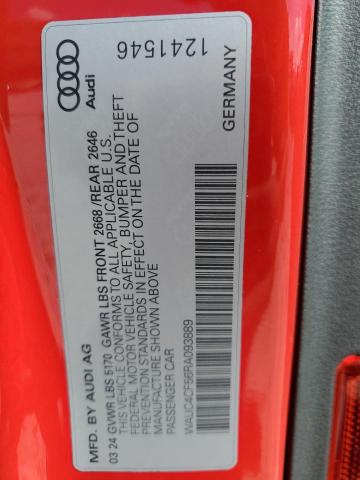 Audi
1241546
MFD. BY AUDI AG
GERMANY
03 24 GVWR LBS 5170 GAWR LBS FRONT 2668 /REAR 2646
THIS VEHICLE CONFORMS TO ALL APPLICABLE U.S.
FEDERAL MOTOR VEHICLE SAFETY, BUMPER AND THEFT
PREVENTION STANDARDS IN EFFECT ON THE DATE OF
MANUFACTURE SHOWN ABOVE
PASSENGER CAR
WAUC4CF56RA093889